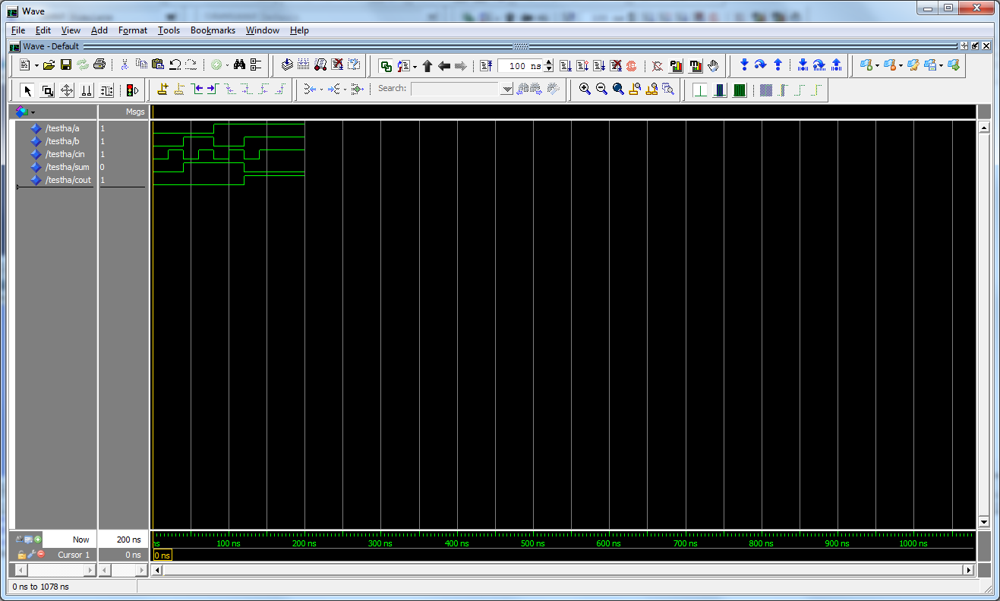 Wave
File Edit View Add Format Tools Bookmarks Window Help
Wave - Default
100 ns
Search:
Msgs
/testha/a 1
/testha/b 1
/testha/cin 1
/testha/sum 0
/testha/cout 1
Now 200 ns
ns 100 ns 200 ns 300 ns 400 ns 500 ns 600 ns 700 ns 800 ns 900 ns 1000 ns
Cursor 1 0 ns 0 ns
0 ns to 1078 ns